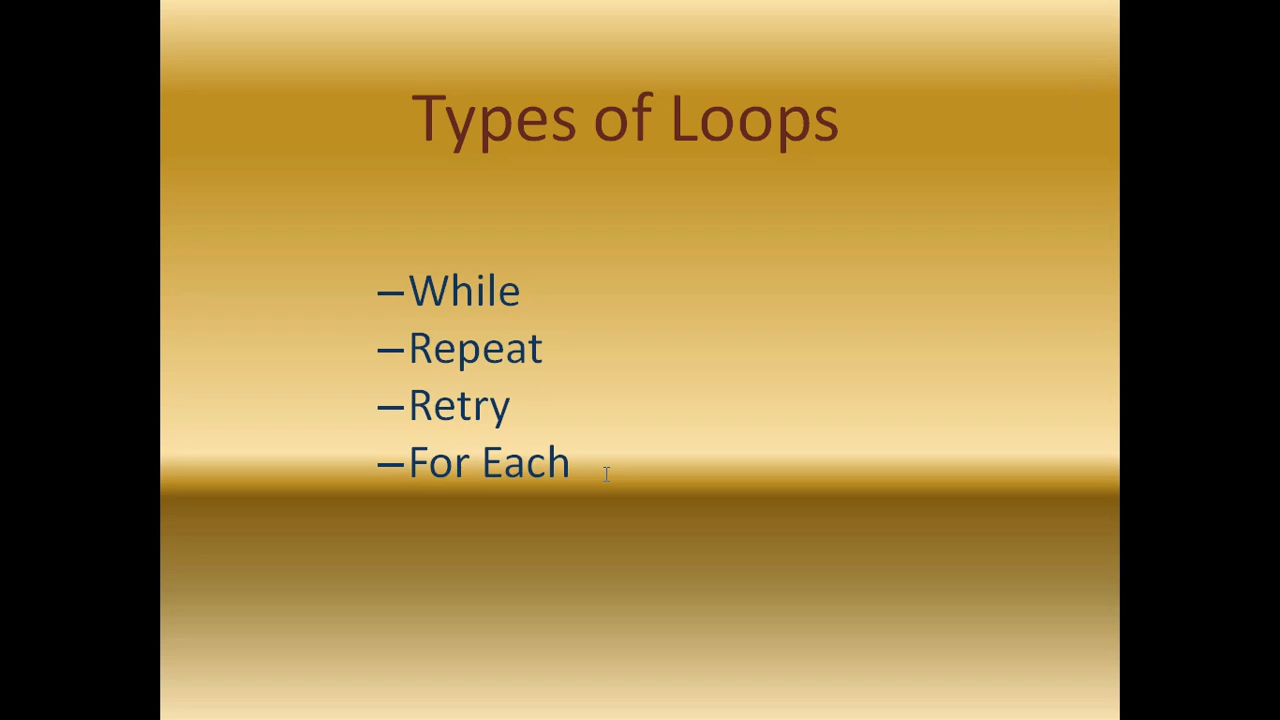 Types of Loops
–While
–Repeat
–Retry
–For Each